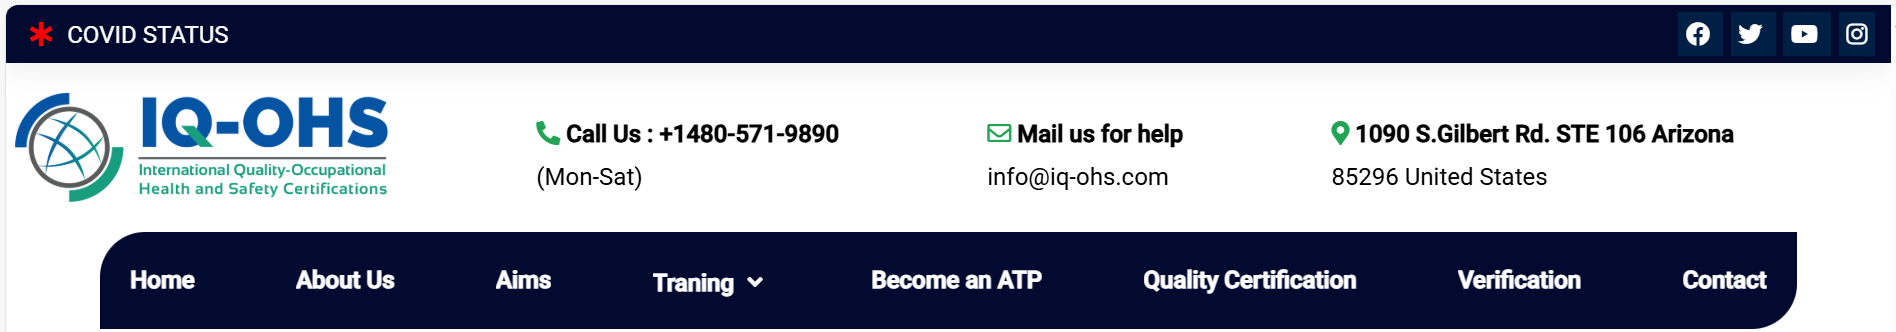 COVID STATUS
IQ-OHS
International Quality-Occupational
Health and Safety Certifications
Call Us : +1480-571-9890
(Mon-Sat)
Mail us for help
info@iq-ohs.com
1090 S.Gilbert Rd. STE 106 Arizona
85296 United States
Home
About Us
Aims
Traning
Become an ATP
Quality Certification
Verification
Contact